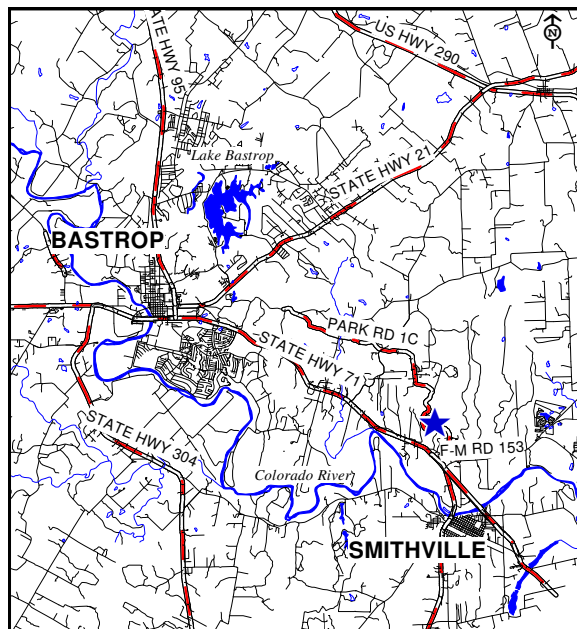 US HWY 290
N
STATE HWY 95
Lake Bastrop
STATE HWY 21
BASTROP
PARK RD 1C
STATE HWY 71
STATE HWY 304
F-M RD 153
Colorado River
SMITHVILLE